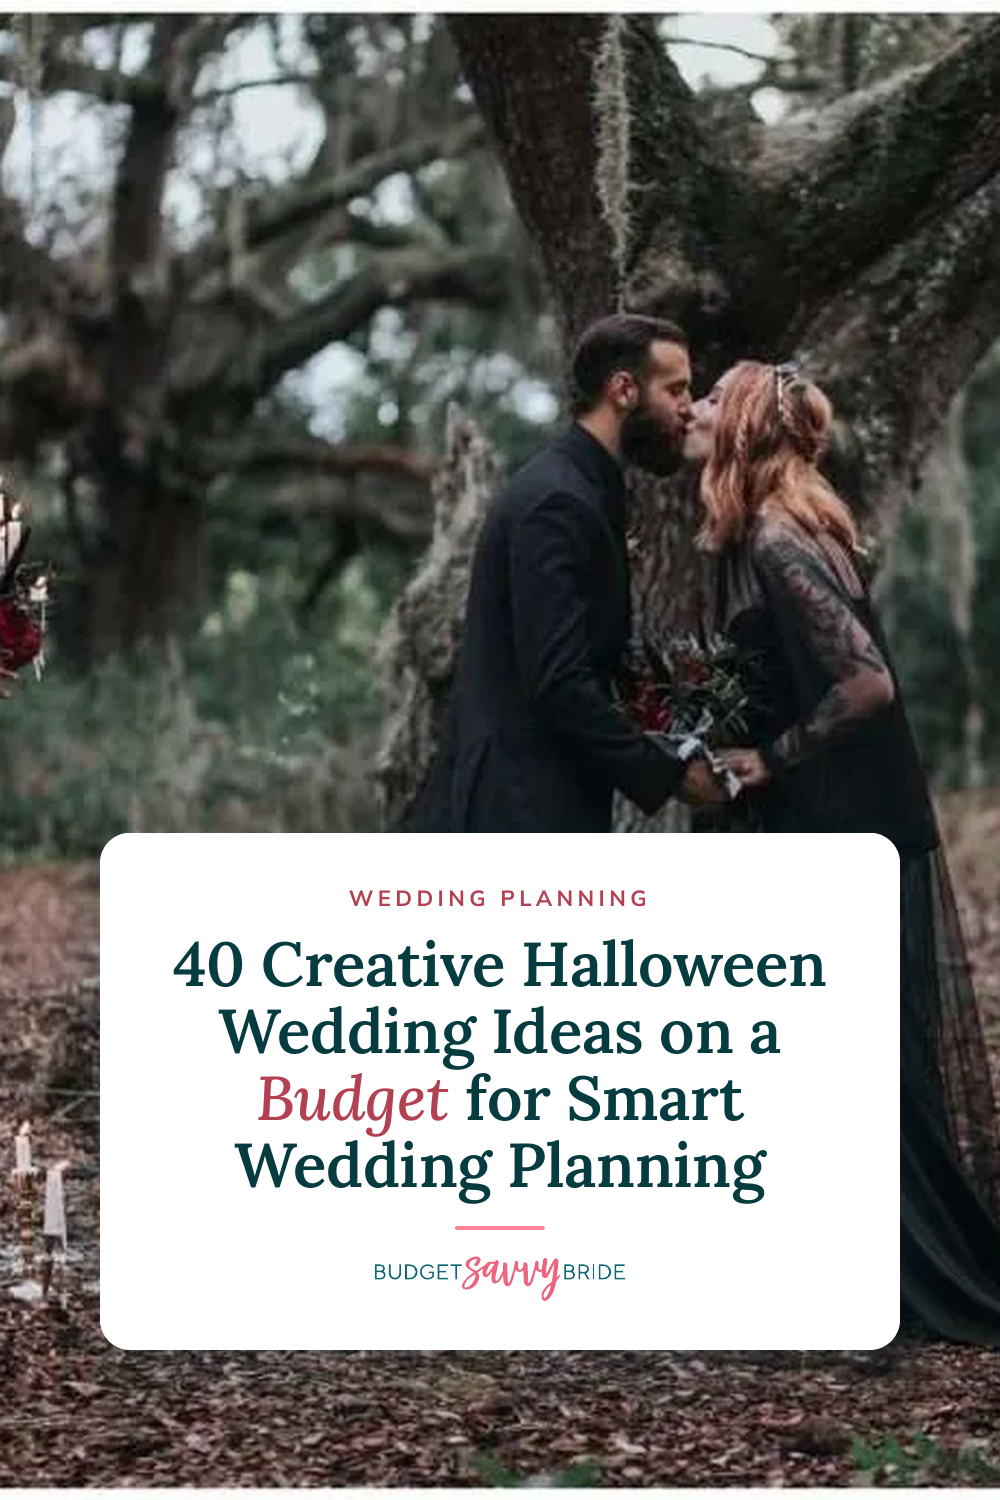 WEDDING PLANNING
40 Creative Halloween
Wedding Ideas on a
Budget for Smart
Wedding Planning
BUDGET savvy BRIDE